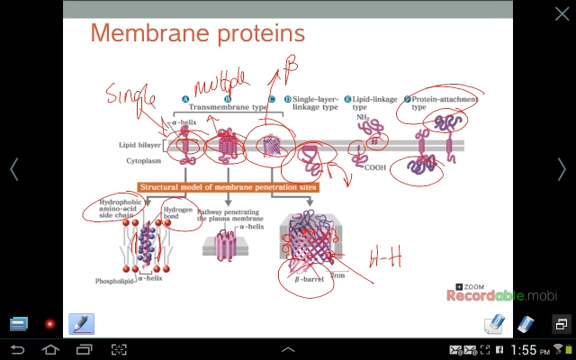 Membrane proteins
β
Single
multiple
A B C D Single-layer-linkage type E Lipid-linkage type F Protein-attachment type
Transmembrane type
NH₂
α-helix
Lipid bilayer
Cytoplasm
COOH
Structural model of membrane penetration sites
Hydrophobic amino-acid side chain
Hydrogen bond
Pathway penetrating the plasma membrane
α-helix
H-H
β-barrel
2nm
Phospholipid
α-helix
ZOOM
Recordable.mobi
1:55 PM